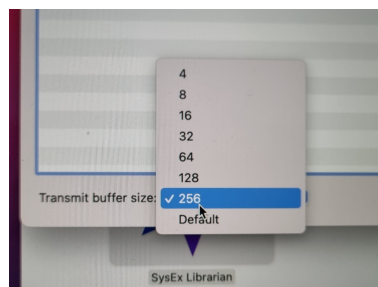 4
8
16
32
64
128
Transmit buffer size: ✓ 256
Default
SysEx Librarian